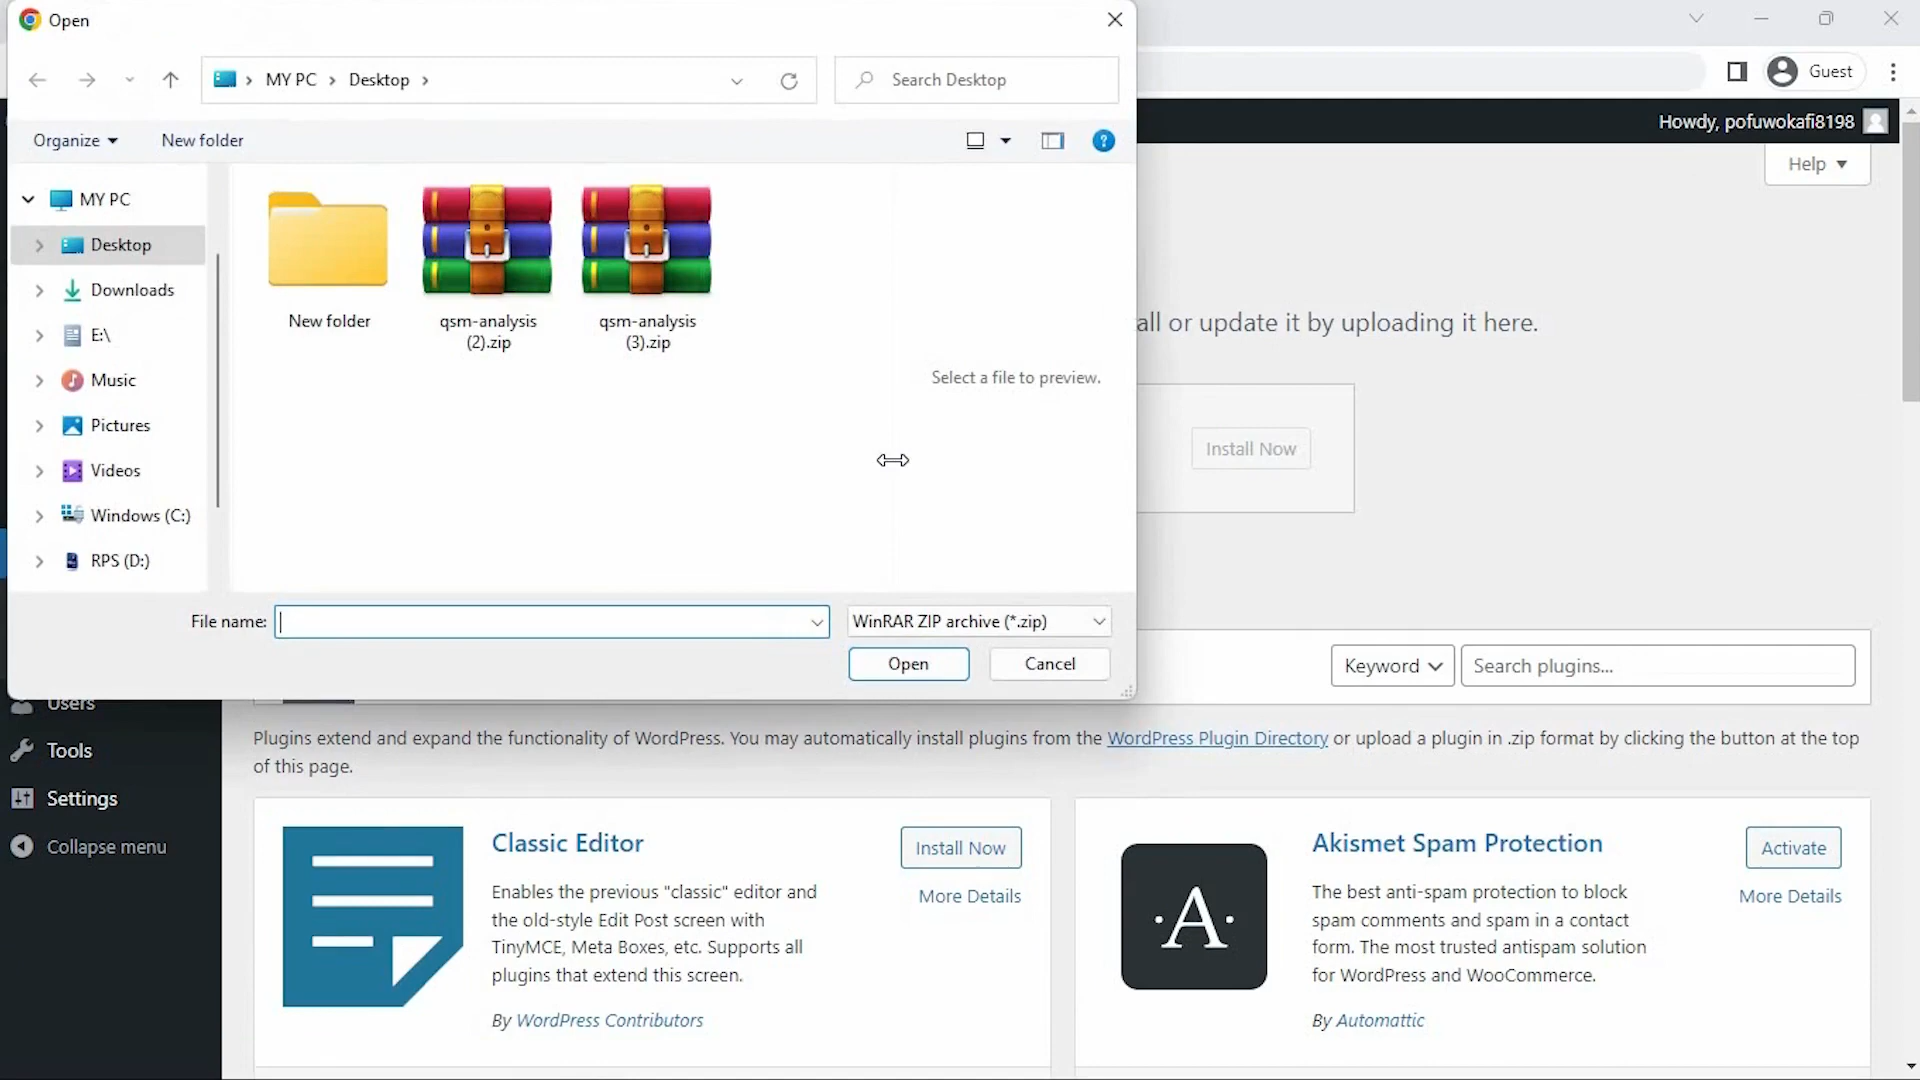 Open
MY PC
Desktop
Search Desktop
Guest
Organize
New folder
Howdy, pofuwokafi8198
Help
MY PC
Desktop
Downloads
E:\
Music
Pictures
Videos
Windows (C:)
RPS (D:)
New folder
qsm-analysis
(2).zip
qsm-analysis
(3).zip
Select a file to preview.
all or update it by uploading it here.
Install Now
File name:
WinRAR ZIP archive (*.zip)
Open
Cancel
Keyword
Search plugins...
Users
Tools
Settings
Collapse menu
Plugins extend and expand the functionality of WordPress. You may automatically install plugins from the WordPress Plugin Directory or upload a plugin in .zip format by clicking the button at the top
of this page.
Classic Editor
Install Now
More Details
Enables the previous "classic" editor and
the old-style Edit Post screen with
TinyMCE, Meta Boxes, etc. Supports all
plugins that extend this screen.
By WordPress Contributors
·A·
Akismet Spam Protection
Activate
More Details
The best anti-spam protection to block
spam comments and spam in a contact
form. The most trusted antispam solution
for WordPress and WooCommerce.
By Automattic